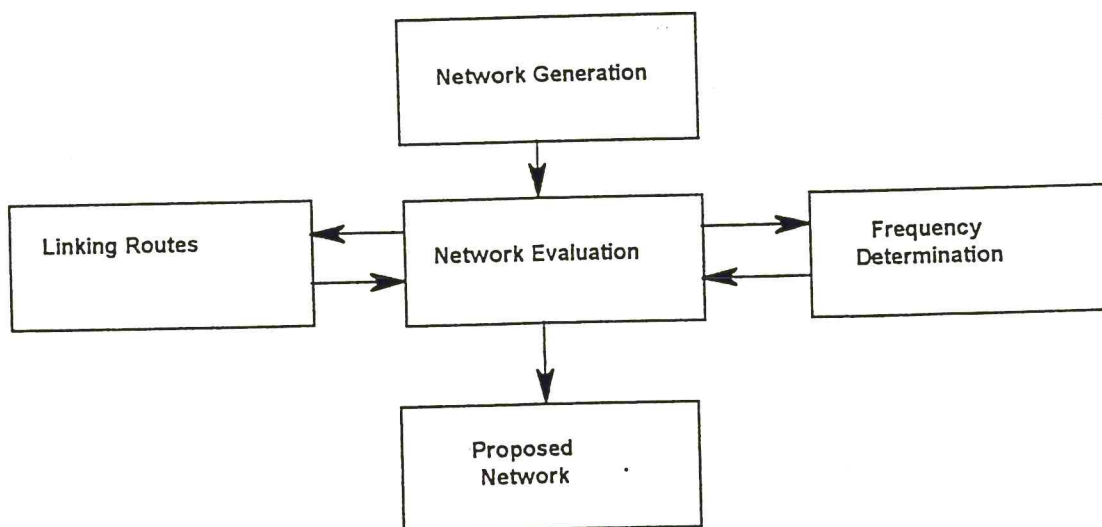 Network Generation
Linking Routes
Network Evaluation
Frequency
Determination
Proposed
Network